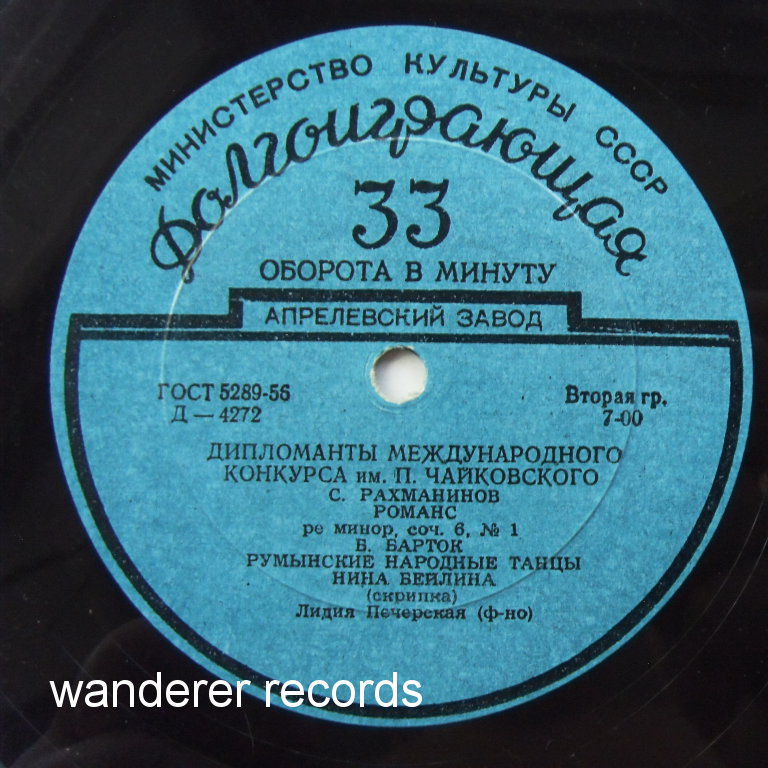 МИНИСТЕРСТВО КУЛЬТУРЫ СССР
Долгоиграющая
33
ОБОРОТА В МИНУТУ
АПРЕЛЕВСКИЙ ЗАВОД
ГОСТ 5289-56
Д — 4272
Вторая гр.
7-00
ДИПЛОМАНТЫ МЕЖДУНАРОДНОГО
КОНКУРСА им. П. ЧАЙКОВСКОГО
С. РАХМАНИНОВ
РОМАНС
ре минор, соч. 6, № 1
Б. БАРТОК
РУМЫНСКИЕ НАРОДНЫЕ ТАНЦЫ
НИНА БЕЙЛИНА
(скрипка)
Лидия Печерская (ф-но)
wanderer records